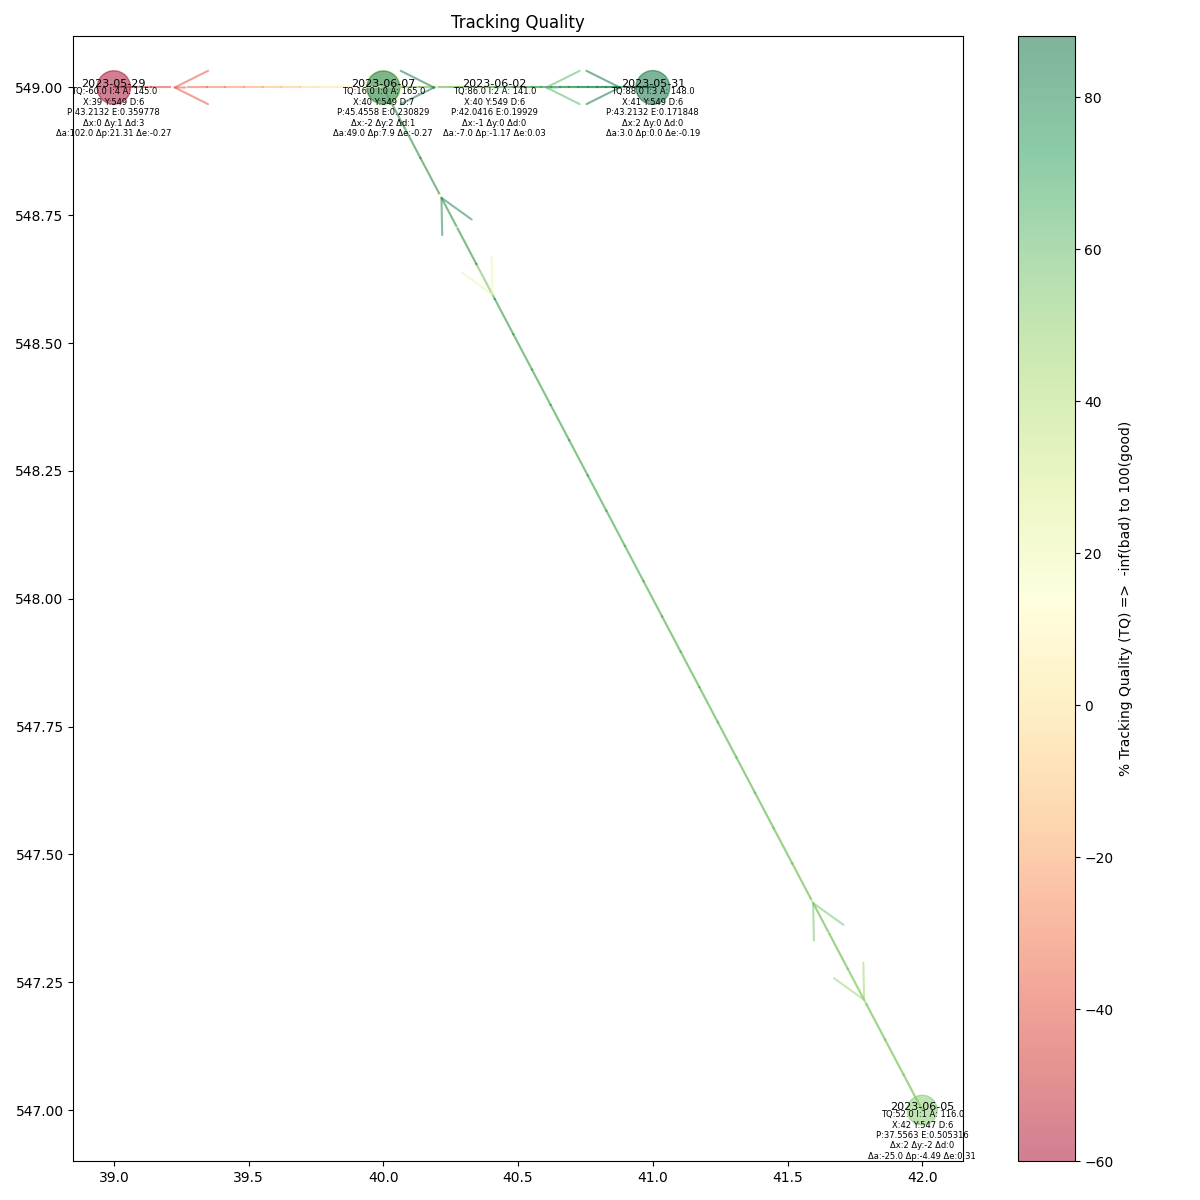 Tracking Quality
2023-05-29
TQ:-60.0 I:4 A: 145.0
X:39 Y:549 D:6
P:43.2132 E:0.359778
Δx:0 Δy:1 Δd:3
Δa:102.0 Δp:21.31 Δe:-0.27
2023-06-07
X:40 Y:549 D:7
P:45.4558 E:0.230829
Δx:-2 Δy:2 Δd:1
Δa:49.0 Δp:7.9 Δe:-0.27
2023-06-02
TQ:86.0 I:2 A: 141.0
X:40 Y:549 D:6
P:42.0416 E:0.19929
Δx:-1 Δy:0 Δd:0
Δa:-7.0 Δp:-1.17 Δe:0.03
2023-05-31
TQ:88.0 I:3 A: 148.0
X:41 Y:549 D:6
P:43.2132 E:0.171848
Δx:2 Δy:0 Δd:0
Δa:3.0 Δp:0.0 Δe:-0.19
2023-06-05
TQ:52.0 I:1 A: 116.0
X:42 Y:547 D:6
P:37.5563 E:0.505316
Δx:2 Δy:-2 Δd:0
Δa:-25.0 Δp:-4.49 Δe:0.31
549.00
548.75
548.50
548.25
548.00
547.75
547.50
547.25
547.00
39.0
39.5
40.0
40.5
41.0
41.5
42.0
80
60
40
20
0
−20
−40
−60
% Tracking Quality (TQ) => -inf(bad) to 100(good)